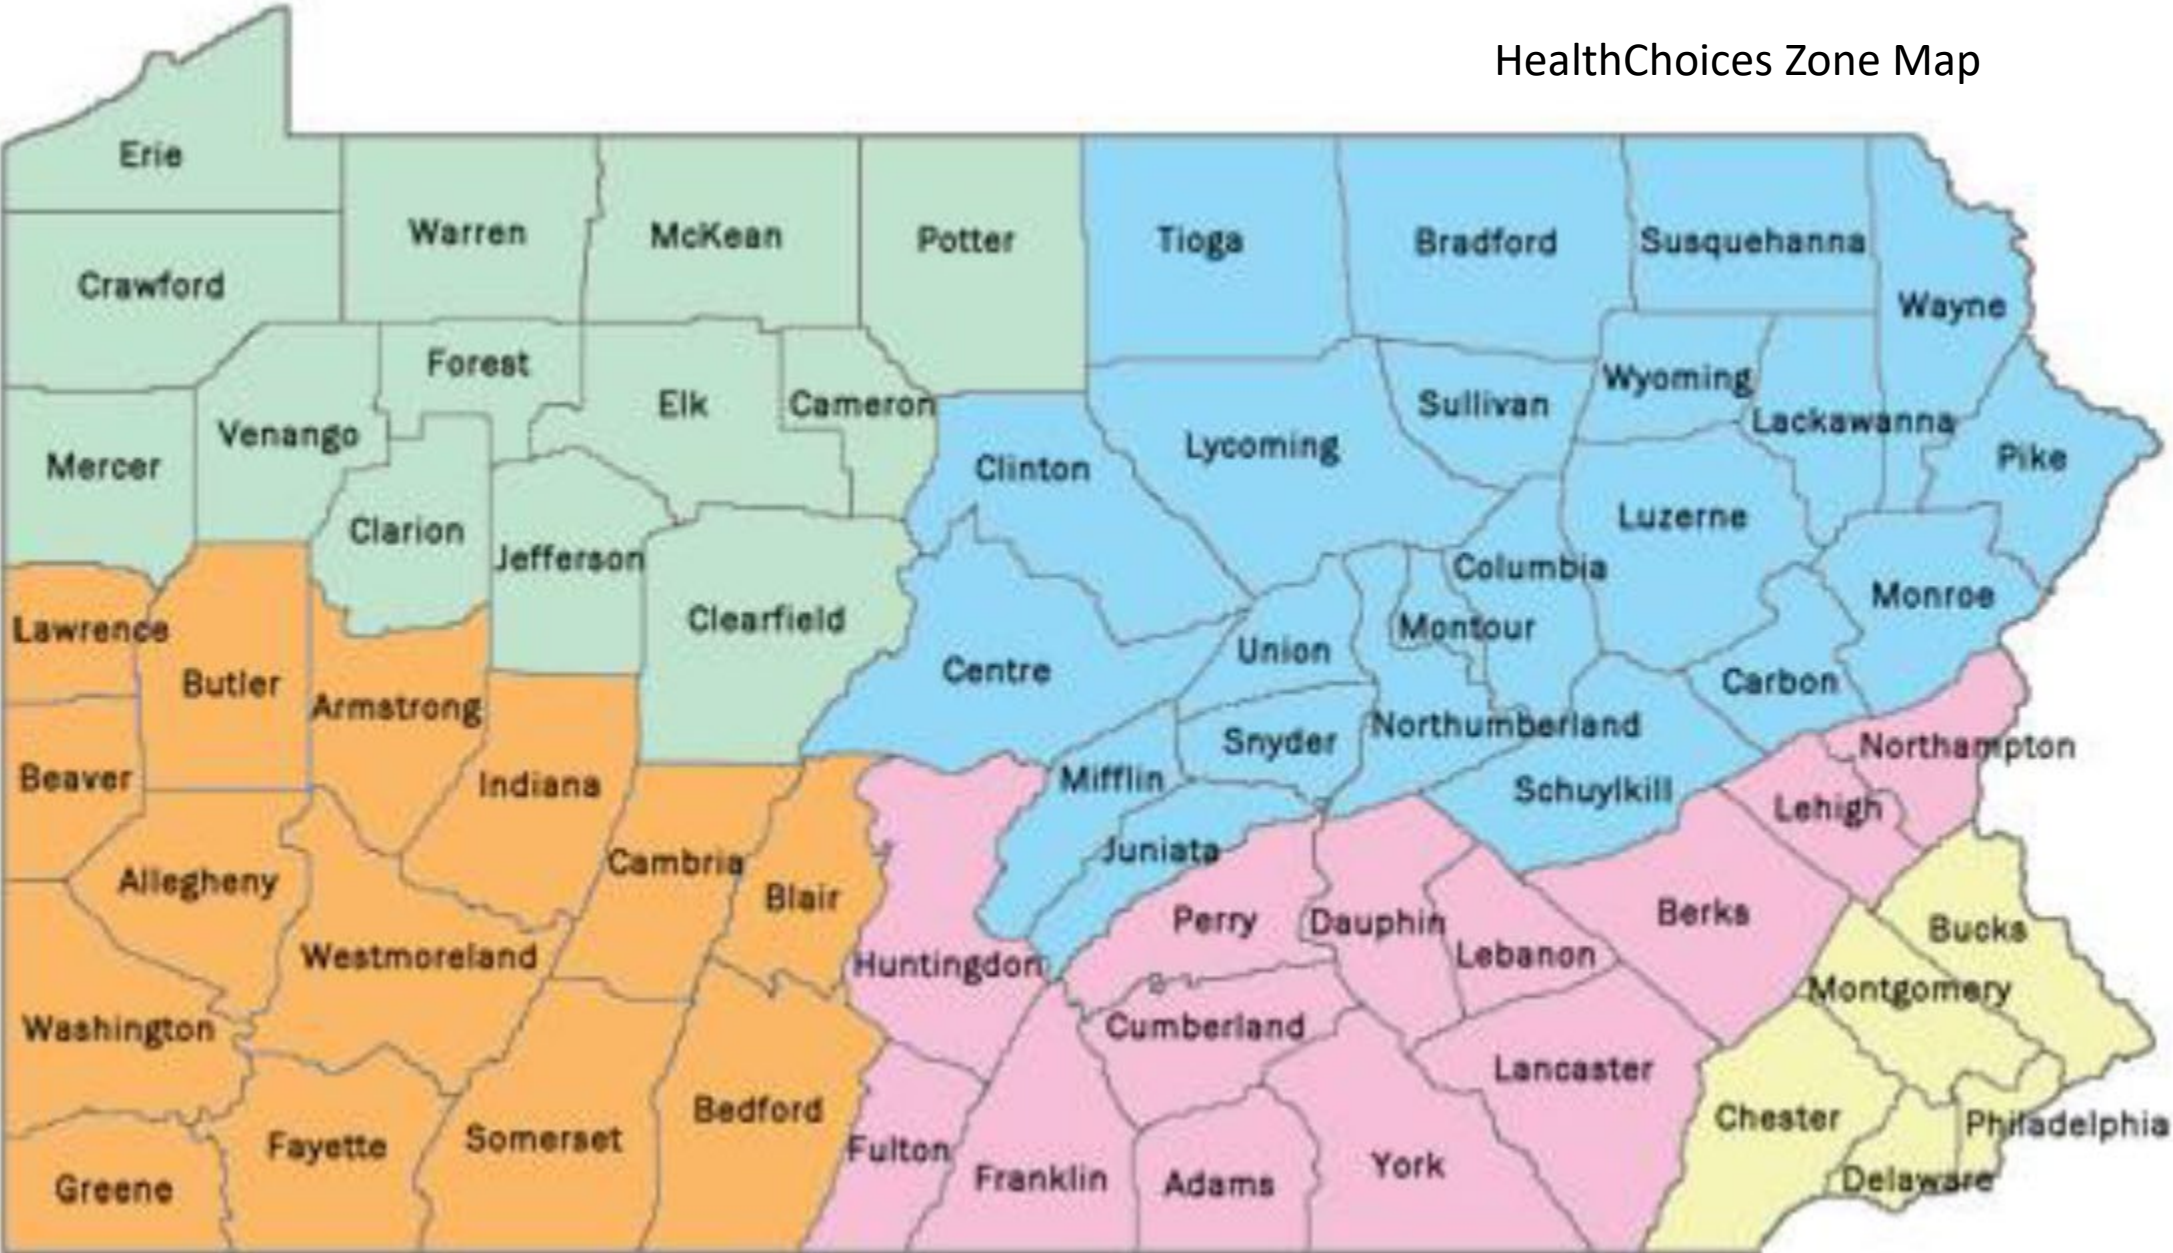 HealthChoices Zone Map
Erie
Warren
McKean
Potter
Tioga
Bradford
Susquehanna
Crawford
Wayne
Forest
Wyoming
Elk
Cameron
Sullivan
Lackawanna
Venango
Lycoming
Mercer
Clinton
Pike
Clarion
Luzerne
Jefferson
Columbia
Monroe
Clearfield
Lawrence
Montour
Union
Centre
Butler
Carbon
Armstrong
Northumberland
Snyder
Northampton
Beaver
Indiana
Mifflin
Schuylkill
Lehigh
Juniata
Cambria
Allegheny
Blair
Berks
Perry
Dauphin
Bucks
Westmoreland
Lebanon
Huntingdon
Montgomery
Washington
Cumberland
Lancaster
Bedford
Chester
Philadelphia
Somerset
Fayette
Fulton
York
Franklin
Adams
Delaware
Greene